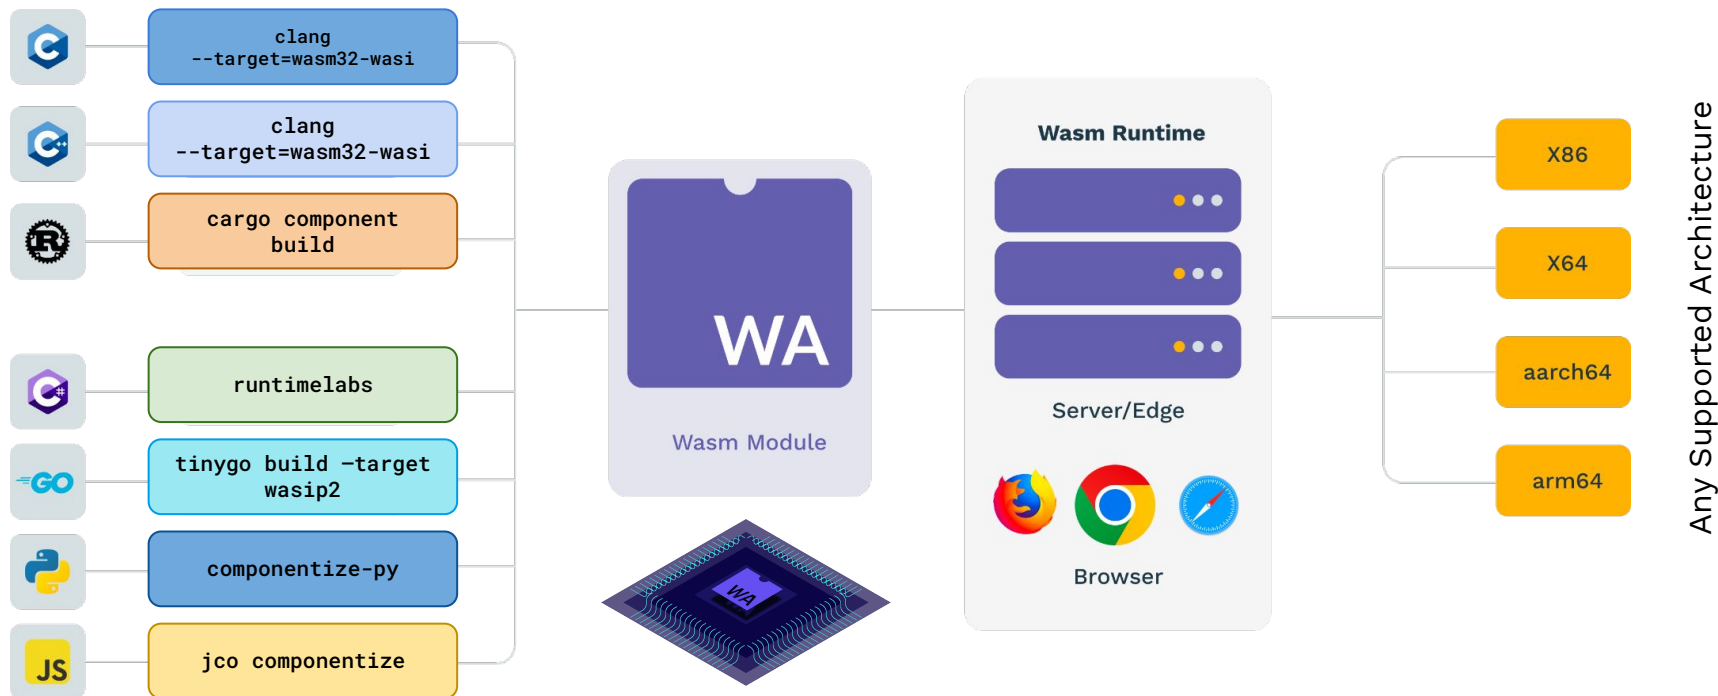 C
clang
--target=wasm32-wasi
C++
clang
--target=wasm32-wasi
R
cargo component
build
C#
runtimelabs
GO
tinygo build –target
wasip2
componentize-py
JS
jco componentize
WA
Wasm Module
WA
Wasm Runtime
Server/Edge
Browser
X86
X64
aarch64
arm64
Any Supported Architecture